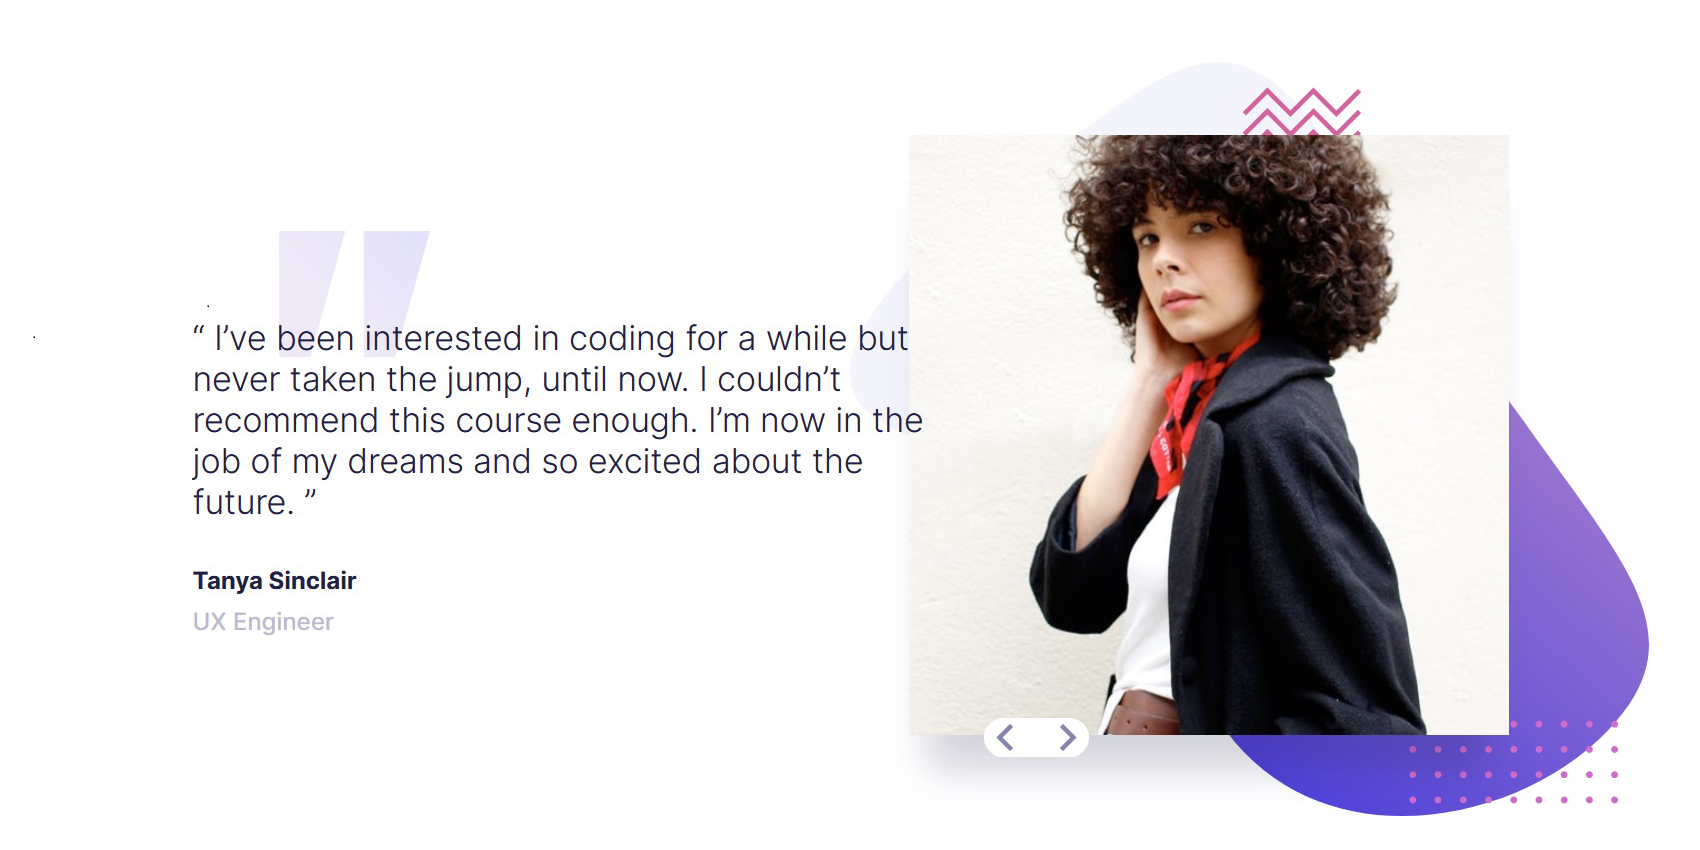 “ I’ve been interested in coding for a while but
never taken the jump, until now. I couldn’t
recommend this course enough. I’m now in the
job of my dreams and so excited about the
future. ”
Tanya Sinclair
UX Engineer